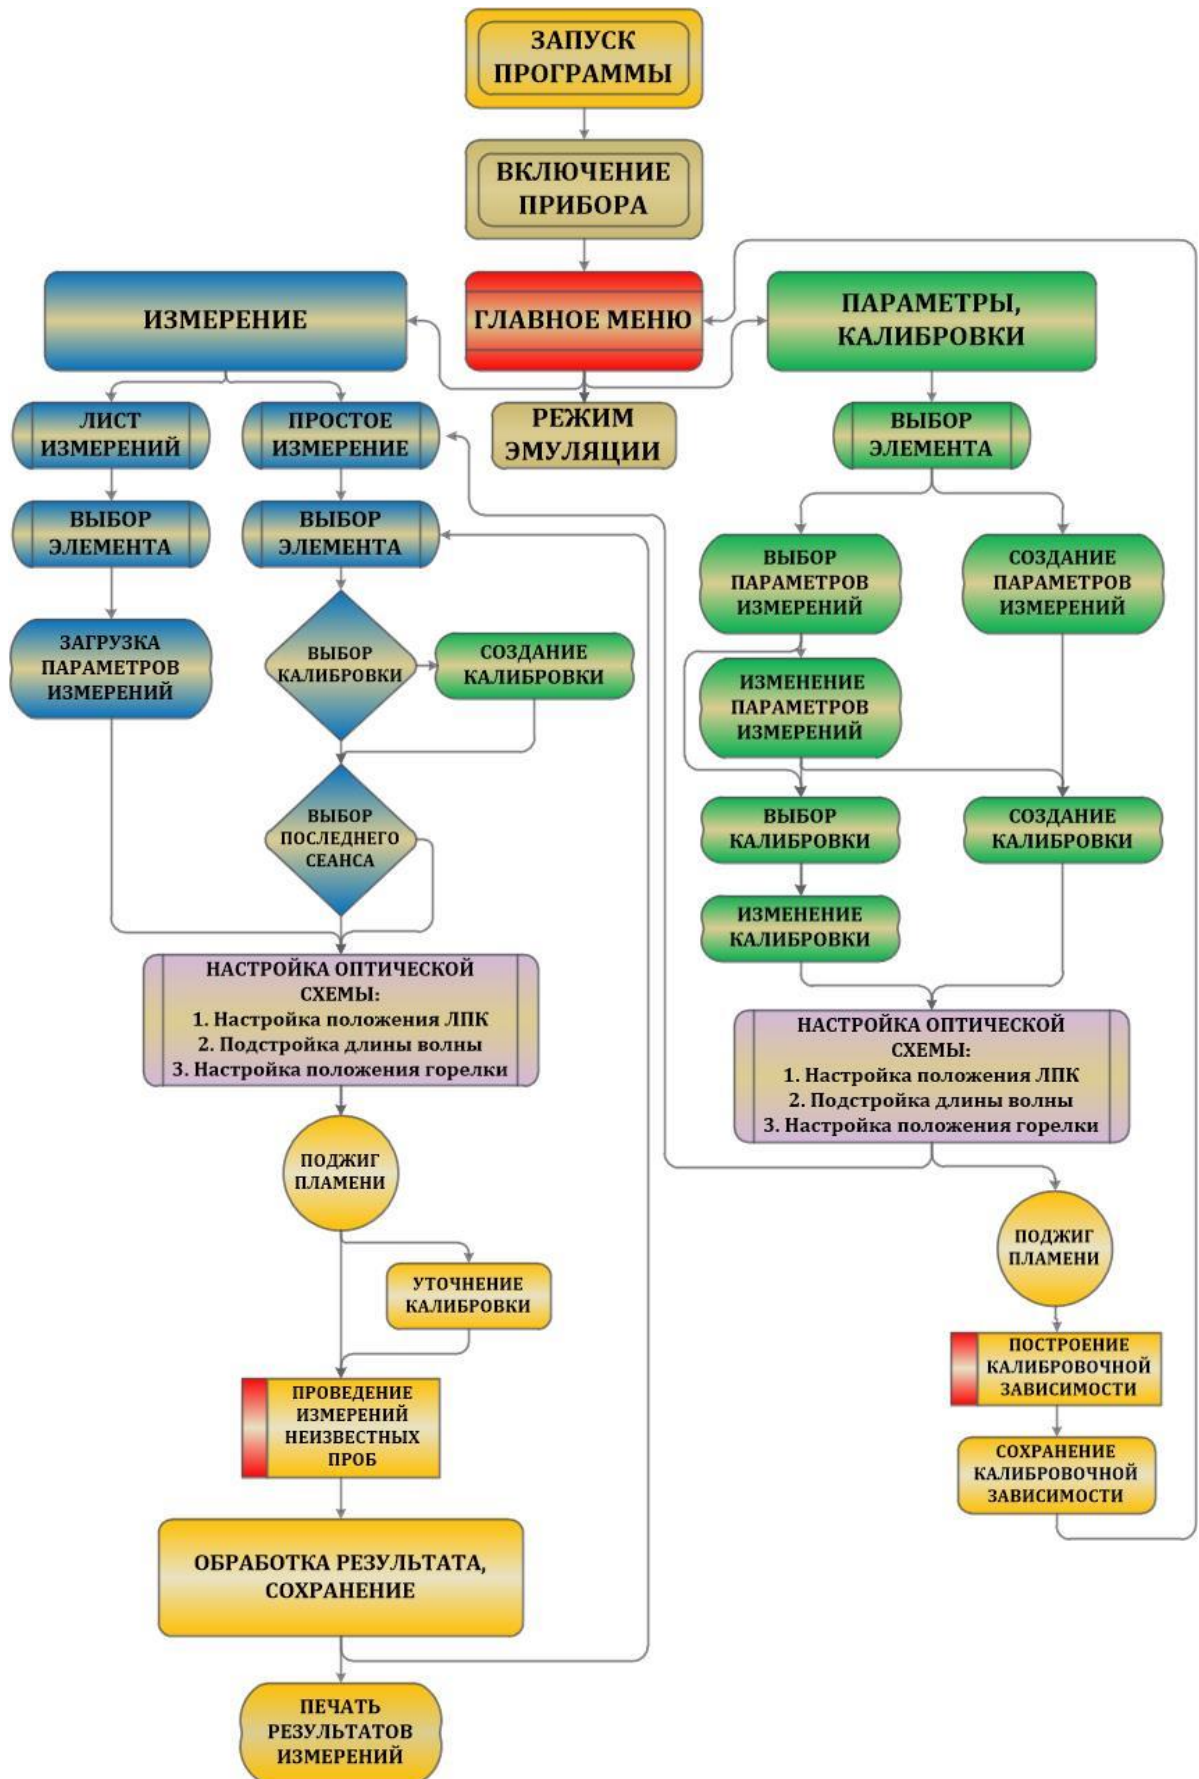 ЗАПУСК
ПРОГРАММЫ
ВКЛЮЧЕНИЕ
ПРИБОРА
ГЛАВНОЕ МЕНЮ
ИЗМЕРЕНИЕ
ПАРАМЕТРЫ,
КАЛИБРОВКИ
РЕЖИМ
ЭМУЛЯЦИИ
ЛИСТ
ИЗМЕРЕНИЙ
ПРОСТОЕ
ИЗМЕРЕНИЕ
ВЫБОР
ЭЛЕМЕНТА
ВЫБОР
ЭЛЕМЕНТА
ЗАГРУЗКА
ПАРАМЕТРОВ
ИЗМЕРЕНИЙ
ВЫБОР
КАЛИБРОВКИ
СОЗДАНИЕ
КАЛИБРОВКИ
ВЫБОР
ПОСЛЕДНЕГО
СЕАНСА
НАСТРОЙКА ОПТИЧЕСКОЙ
СХЕМЫ:
1. Настройка положения ЛПК
2. Подстройка длины волны
3. Настройка положения горелки
ПОДЖИГ
ПЛАМЕНИ
УТОЧНЕНИЕ
КАЛИБРОВКИ
ПРОВЕДЕНИЕ
ИЗМЕРЕНИЙ
НЕИЗВЕСТНЫХ
ПРОБ
ОБРАБОТКА РЕЗУЛЬТАТА,
СОХРАНЕНИЕ
ПЕЧАТЬ
РЕЗУЛЬТАТОВ
ИЗМЕРЕНИЙ
ВЫБОР
ЭЛЕМЕНТА
ВЫБОР
ПАРАМЕТРОВ
ИЗМЕРЕНИЙ
СОЗДАНИЕ
ПАРАМЕТРОВ
ИЗМЕРЕНИЙ
ИЗМЕНЕНИЕ
ПАРАМЕТРОВ
ИЗМЕРЕНИЙ
ВЫБОР
КАЛИБРОВКИ
СОЗДАНИЕ
КАЛИБРОВКИ
ИЗМЕНЕНИЕ
КАЛИБРОВКИ
НАСТРОЙКА ОПТИЧЕСКОЙ
СХЕМЫ:
1. Настройка положения ЛПК
2. Подстройка длины волны
3. Настройка положения горелки
ПОДЖИГ
ПЛАМЕНИ
ПОСТРОЕНИЕ
КАЛИБРОВОЧНОЙ
ЗАВИСИМОСТИ
СОХРАНЕНИЕ
КАЛИБРОВОЧНОЙ
ЗАВИСИМОСТИ